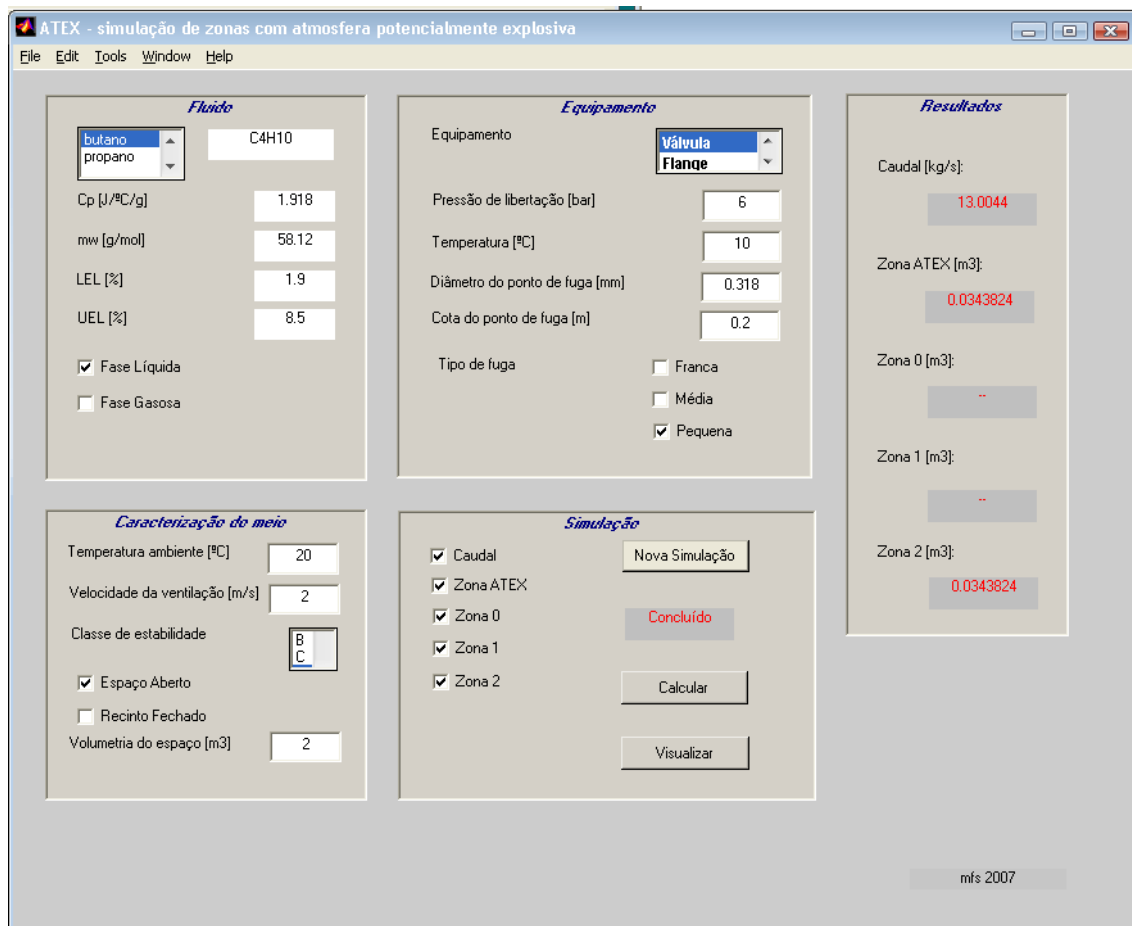 ATEX - simulação de zonas com atmosfera potencialmente explosiva
File Edit Tools Window Help
Fluido
butano
propano
C4H10
Cp [J/ºC/g] 1.918
mw [g/mol] 58.12
LEL [%] 1.9
UEL [%] 8.5
Fase Líquida
Fase Gasosa
Equipamento
Equipamento
Válvula
Flange
Pressão de libertação [bar] 6
Temperatura [ºC] 10
Diâmetro do ponto de fuga [mm] 0.318
Cota do ponto de fuga [m] 0.2
Tipo de fuga
Franca
Média
Pequena
Resultados
Caudal [kg/s]:
13.0044
Zona ATEX [m3]:
0.0343824
Zona 0 [m3]:
--
Zona 1 [m3]:
--
Zona 2 [m3]:
0.0343824
Caracterização do meio
Temperatura ambiente [ºC] 20
Velocidade da ventilação [m/s] 2
Classe de estabilidade
B
C
Espaço Aberto
Recinto Fechado
Volumetria do espaço [m3] 2
Simulação
Caudal
Zona ATEX
Zona 0
Zona 1
Zona 2
Nova Simulação
Concluído
Calcular
Visualizar
mfs 2007